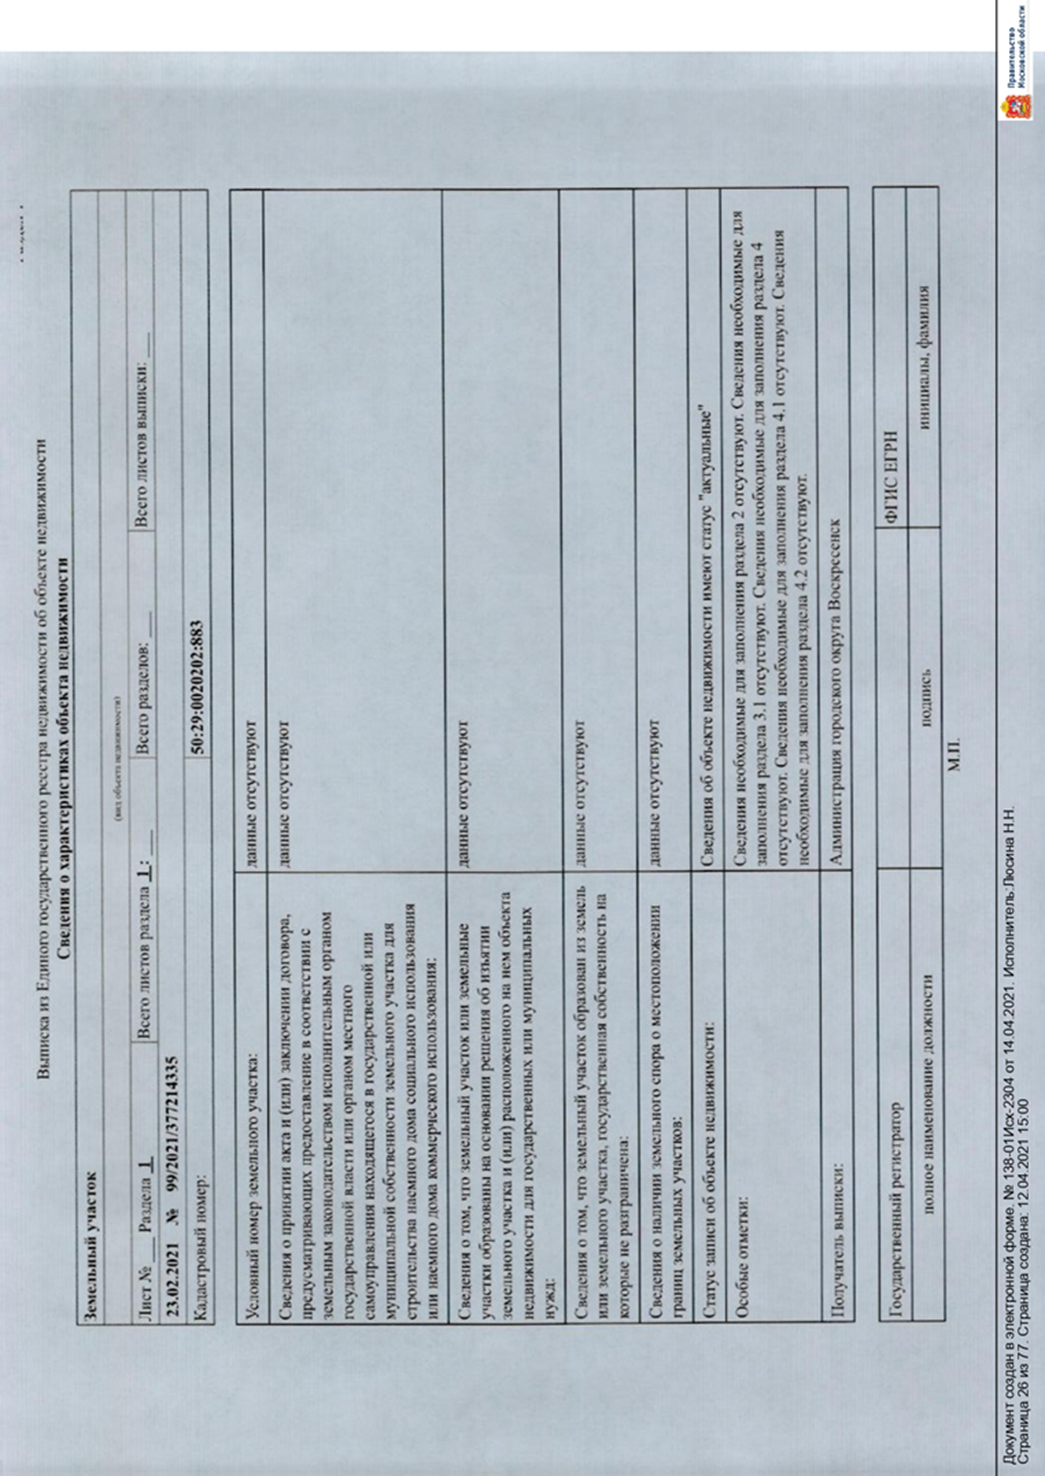 Выписка из Единого государственного реестра недвижимости об объекте недвижимости
Сведения о характеристиках объекта недвижимости
Земельный участок
(вид объекта недвижимости)
Лист № ___ Раздела 1
Всего листов раздела 1: ___
Всего разделов: ___
Всего листов выписки: ___
23.02.2021 № 99/2021/377214335
Кадастровый номер:
50:29:0020202:883
Условный номер земельного участка:
данные отсутствуют
Сведения о принятии акта и (или) заключении договора,
предусматривающих предоставление в соответствии с
земельным законодательством исполнительным органом
государственной власти или органом местного
самоуправления находящегося в государственной или
муниципальной собственности земельного участка для
строительства наемного дома социального использования
или наемного дома коммерческого использования:
данные отсутствуют
Сведения о том, что земельный участок или земельные
участки образованы на основании решения об изъятии
земельного участка и (или) расположенного на нем объекта
недвижимости для государственных или муниципальных
нужд:
данные отсутствуют
Сведения о том, что земельный участок образован из земель
или земельного участка, государственная собственность на
которые не разграничена:
данные отсутствуют
Сведения о наличии земельного спора о местоположении
границ земельных участков:
данные отсутствуют
Статус записи об объекте недвижимости:
Сведения об объекте недвижимости имеют статус "актуальные"
Особые отметки:
Сведения необходимые для заполнения раздела 2 отсутствуют. Сведения необходимые для
заполнения раздела 3.1 отсутствуют. Сведения необходимые для заполнения раздела 4
отсутствуют. Сведения необходимые для заполнения раздела 4.1 отсутствуют. Сведения
необходимые для заполнения раздела 4.2 отсутствуют.
Получатель выписки:
Администрация городского округа Воскресенск
Государственный регистратор
ФГИС ЕГРН
полное наименование должности
подпись
инициалы, фамилия
М.П.
Документ создан в электронной форме. № 138-01Исх-2304 от 14.04.2021. Исполнитель:Люсина Н.Н.
Страница 26 из 77. Страница создана: 12.04.2021 15:00
Правительство
Московской области